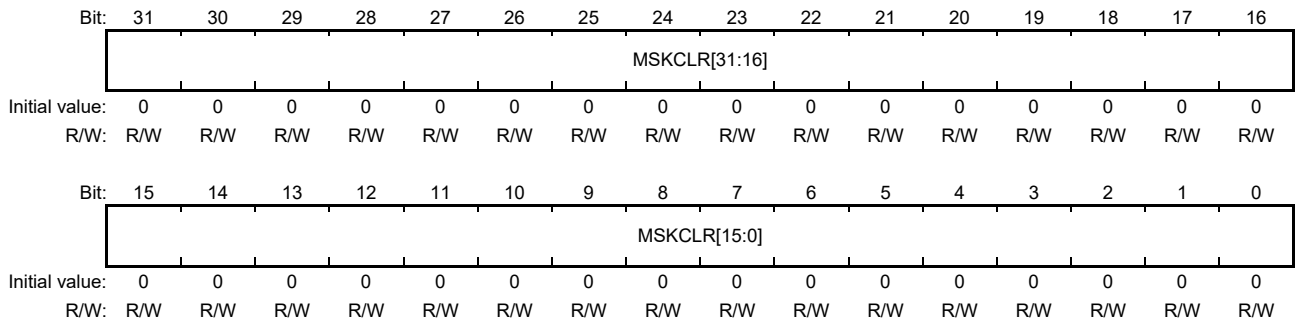 Bit: 31 30 29 28 27 26 25 24 23 22 21 20 19 18 17 16
MSKCLR[31:16]
Initial value: 0 0 0 0 0 0 0 0 0 0 0 0 0 0 0 0
R/W: R/W R/W R/W R/W R/W R/W R/W R/W R/W R/W R/W R/W R/W R/W R/W R/W
Bit: 15 14 13 12 11 10 9 8 7 6 5 4 3 2 1 0
MSKCLR[15:0]
Initial value: 0 0 0 0 0 0 0 0 0 0 0 0 0 0 0 0
R/W: R/W R/W R/W R/W R/W R/W R/W R/W R/W R/W R/W R/W R/W R/W R/W R/W